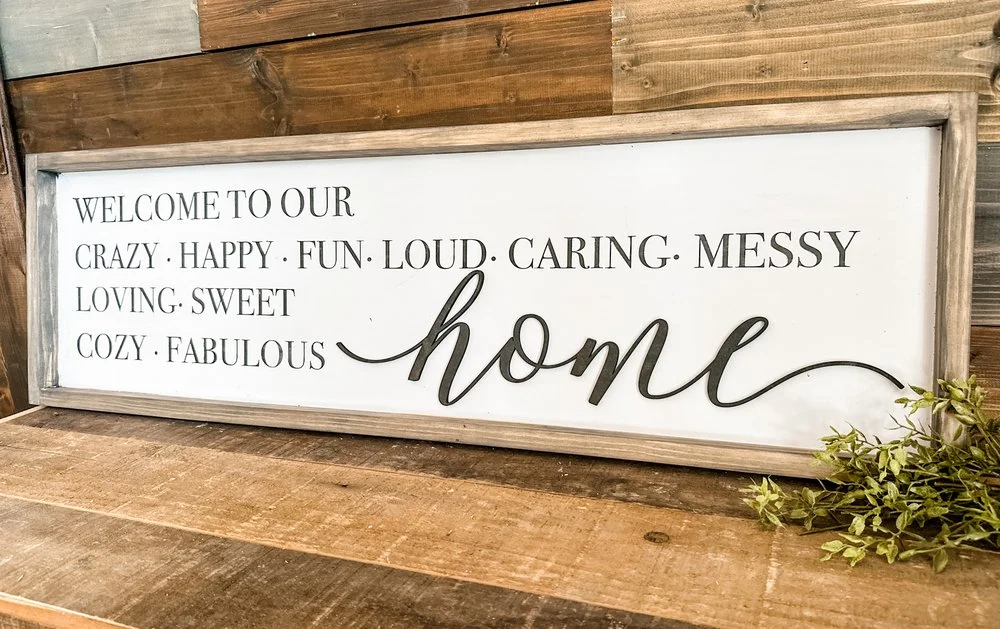 WELCOME TO OUR
CRAZY · HAPPY · FUN· LOUD· CARING· MESSY
LOVING· SWEET
COZY · FABULOUS home